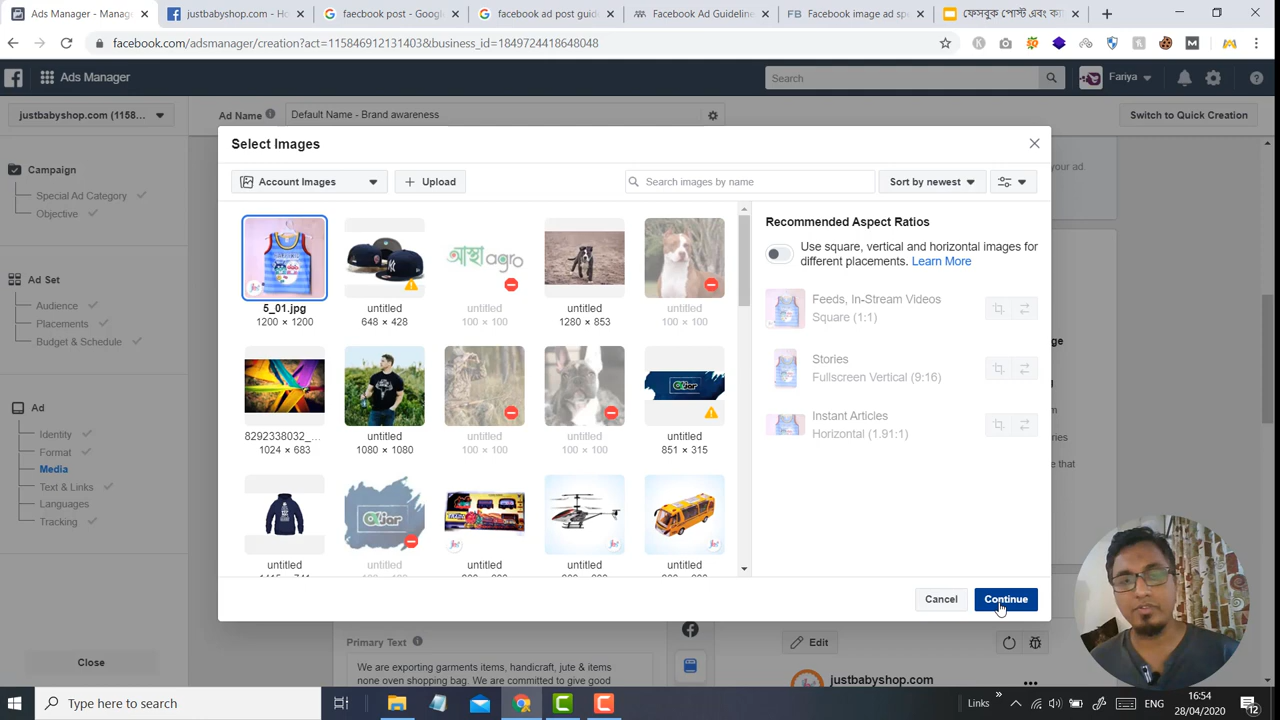 Ads Manager - Manage
justbabyshop.com - Ho
faecbook post - Google
facebook ad post guid
Facebook Ad Guideline
Facebook image ad sp
ফেসবুক পোস্ট এবং ক্যা
facebook.com/adsmanager/creation?act=115846912131403&business_id=1849724418648048
Ads Manager
Search
Fariya
justbabyshop.com (1158...
Ad Name
Default Name - Brand awareness
Switch to Quick Creation
Select Images
your ad.
Campaign
Account Images
Upload
Search images by name
Sort by newest
Special Ad Category
Objective
Recommended Aspect Ratios
Use square, vertical and horizontal images for
different placements. Learn More
আস্থা agro
Ad Set
Audience
Placements
Budget & Schedule
5_01.jpg
1200 × 1200
untitled
648 × 428
untitled
100 × 100
untitled
1280 × 853
untitled
100 × 100
Feeds, In-Stream Videos
Square (1:1)
Stories
Fullscreen Vertical (9:16)
Instant Articles
Horizontal (1.91:1)
Ad
Identity
Format
Media
Text & Links
Languages
Tracking
8292338032_...
1024 × 683
untitled
1080 × 1080
untitled
100 × 100
untitled
100 × 100
untitled
851 × 315
untitled
untitled
untitled
untitled
untitled
Cancel
Continue
Primary Text
Edit
We are exporting garments items, handicraft, jute & items
none oven shopping bag. We are committed to give good
justbabyshop.com
Close
Type here to search
Links
ENG
16:54
28/04/2020
12